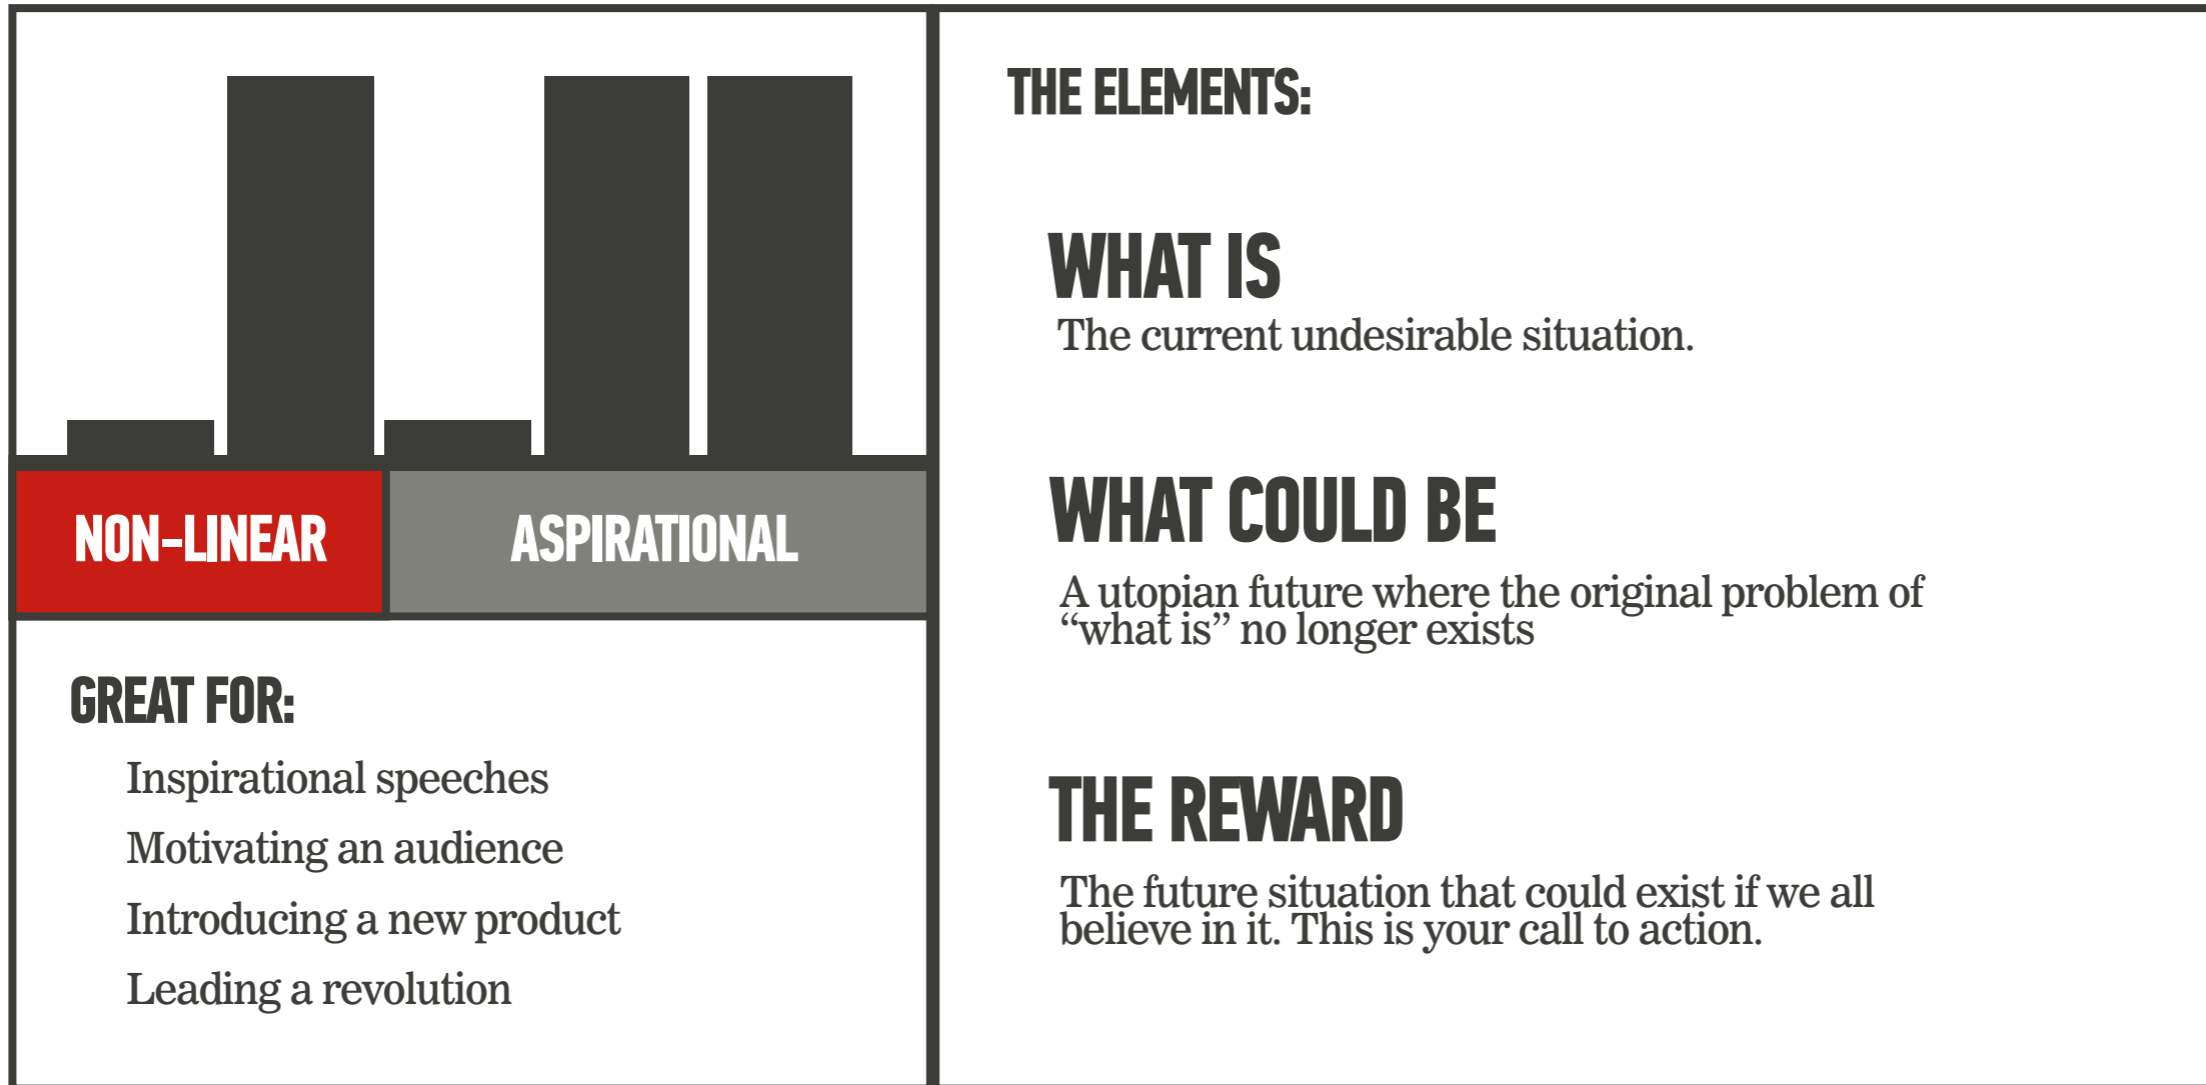 NON-LINEAR
ASPIRATIONAL
GREAT FOR:
Inspirational speeches
Motivating an audience
Introducing a new product
Leading a revolution
THE ELEMENTS:
WHAT IS
The current undesirable situation.
WHAT COULD BE
A utopian future where the original problem of
“what is” no longer exists
THE REWARD
The future situation that could exist if we all
believe in it. This is your call to action.